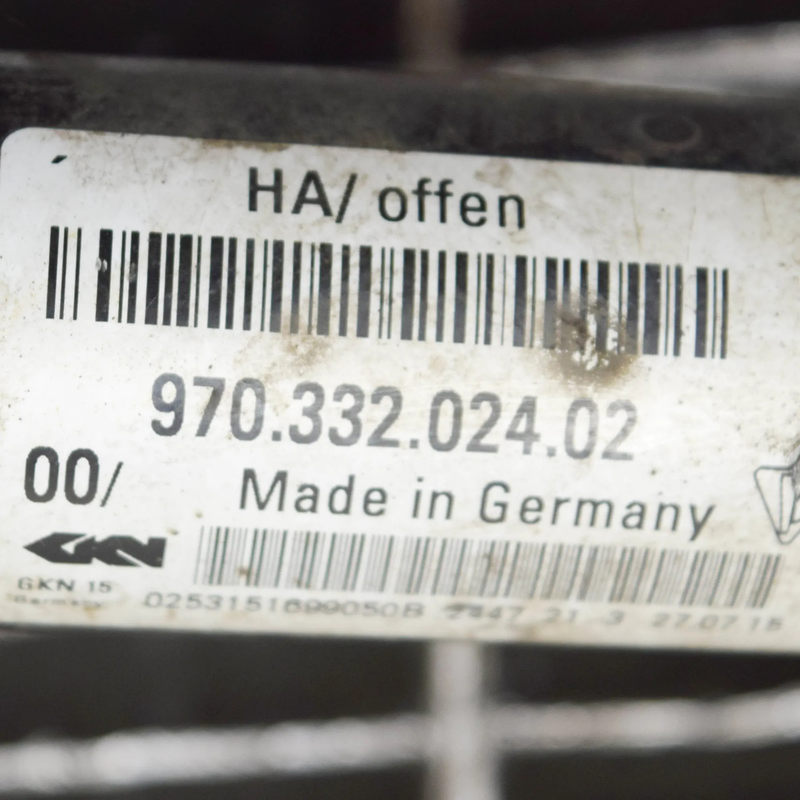 HA/ offen
970.332.024.02
00/
Made in Germany
GKN
GKN 15
Germany
0253151699050B 2447 21 3 27.07.15